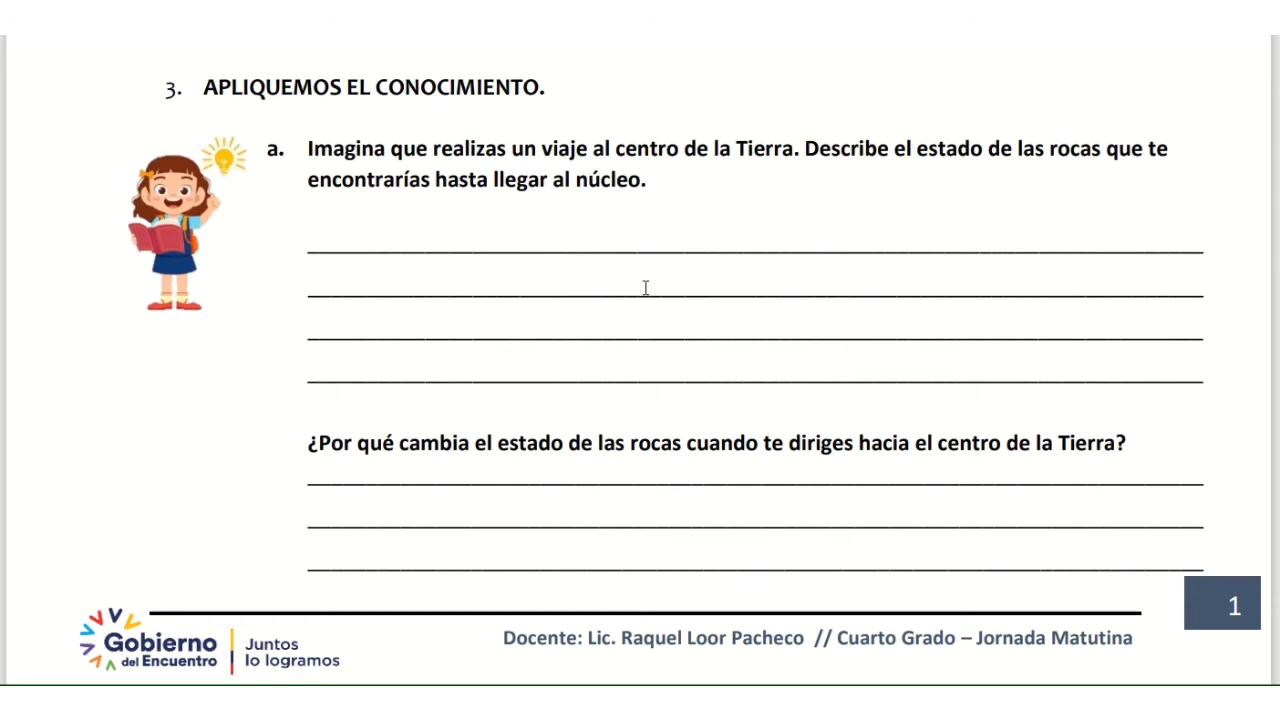 3. APLIQUEMOS EL CONOCIMIENTO.
a. Imagina que realizas un viaje al centro de la Tierra. Describe el estado de las rocas que te
encontrarías hasta llegar al núcleo.
¿Por qué cambia el estado de las rocas cuando te diriges hacia el centro de la Tierra?
1
Gobierno
del Encuentro
Juntos
lo logramos
Docente: Lic. Raquel Loor Pacheco // Cuarto Grado – Jornada Matutina